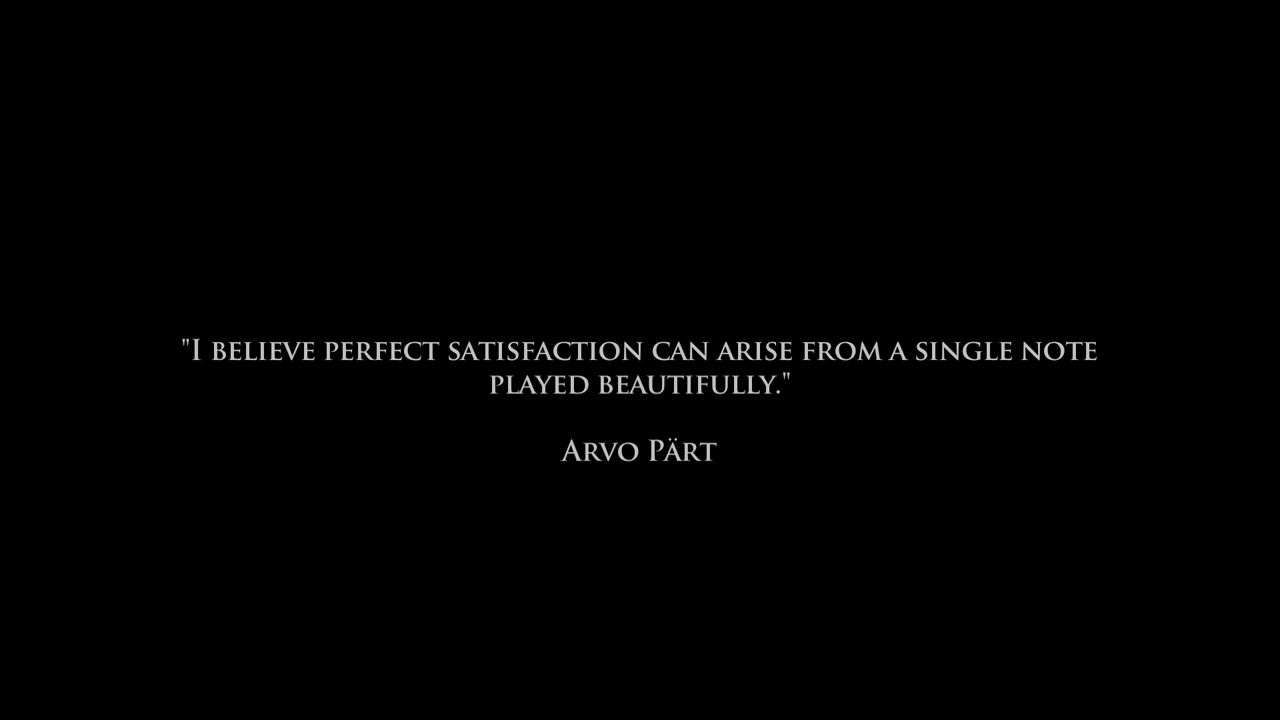 "I believe perfect satisfaction can arise from a single note
played beautifully."
Arvo Pärt